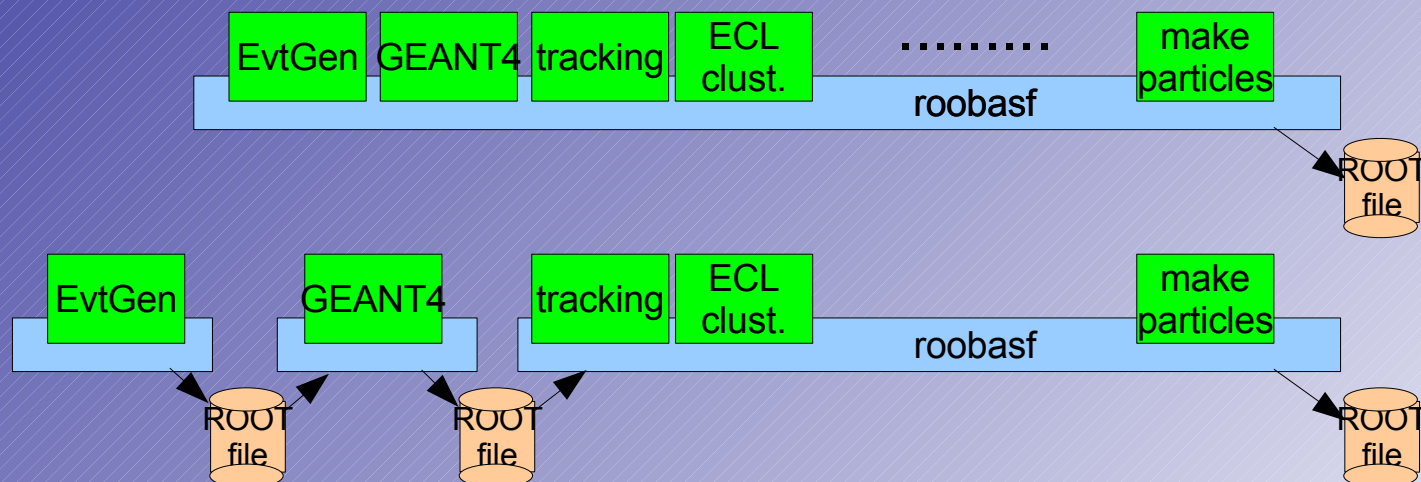 EvtGen GEANT4 tracking ECL clust. ......... make particles
roobasf
ROOT file
EvtGen GEANT4 tracking ECL clust. make particles
roobasf
ROOT file ROOT file ROOT file